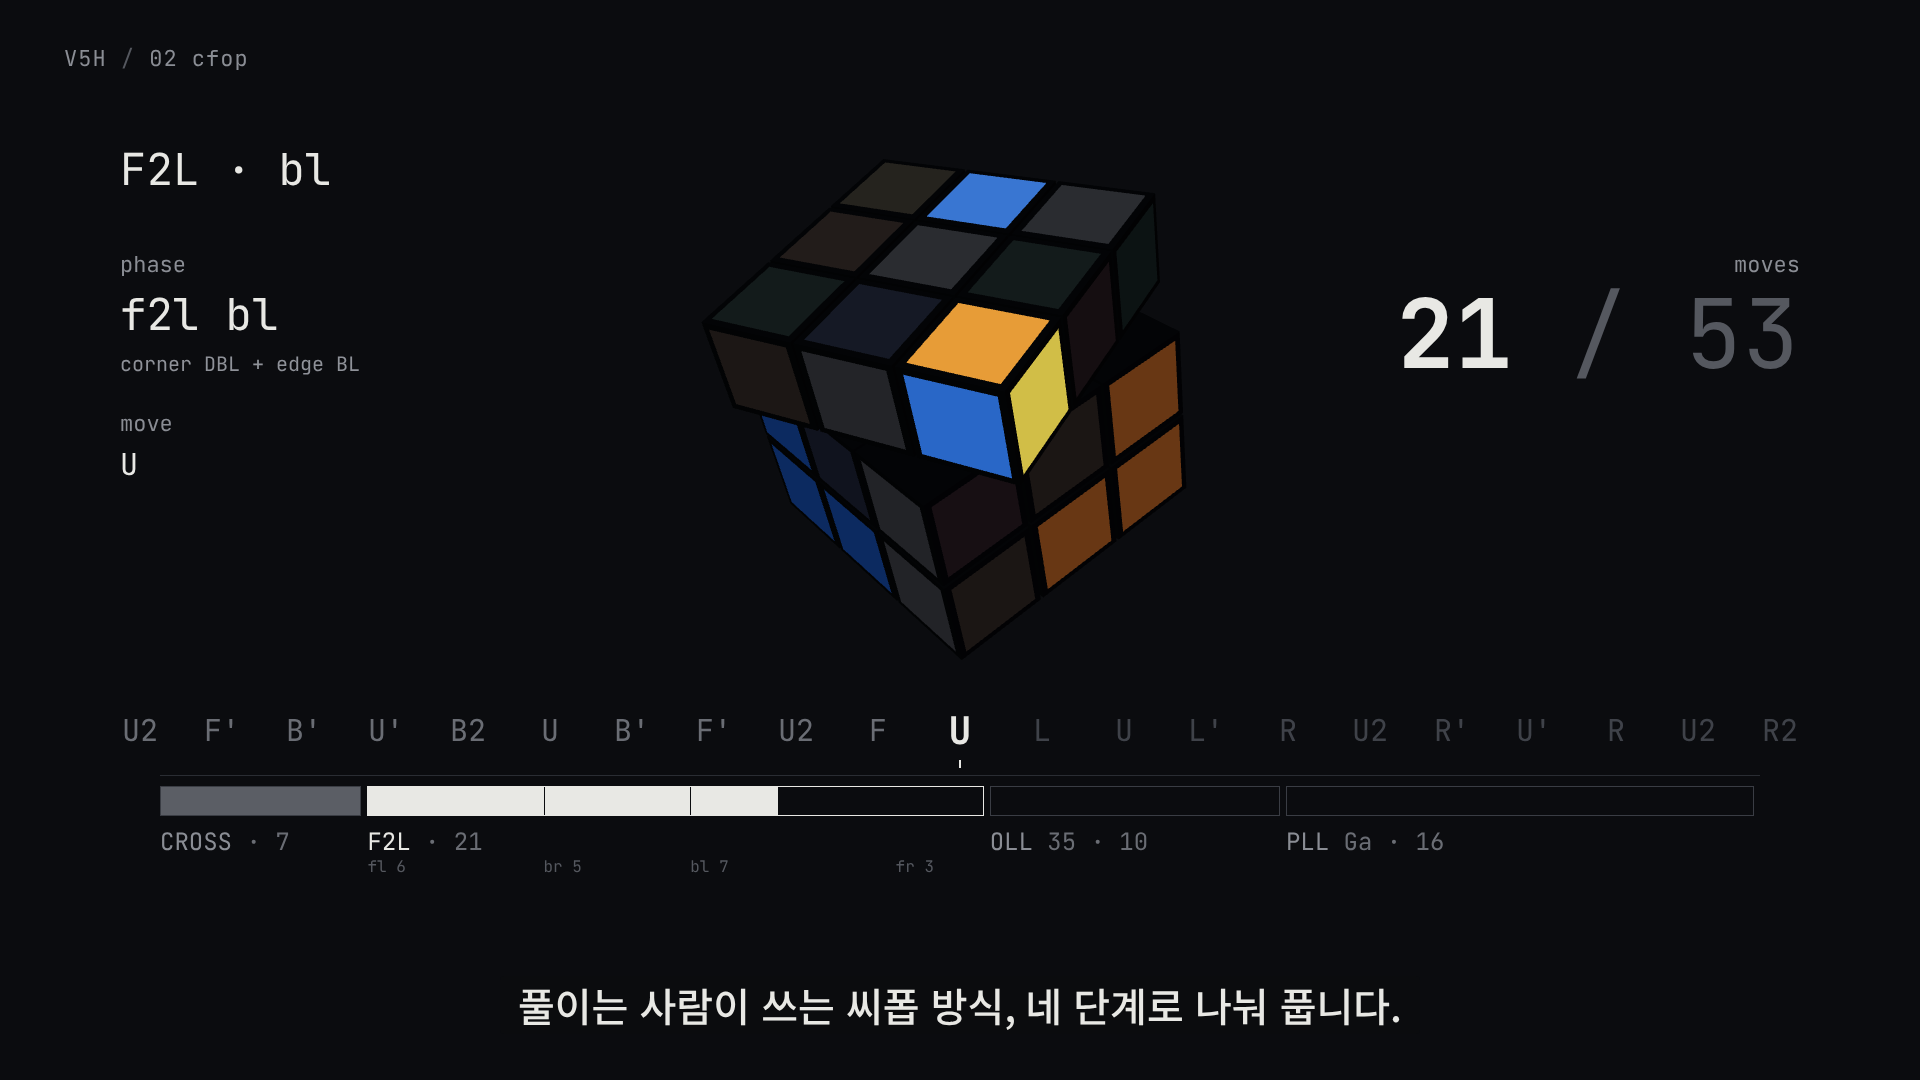 V5H / 02 cfop
F2L · bl
phase
f2l bl
corner DBL + edge BL
move
U
moves
21 / 53
U2 F' B' U' B2 U B' F' U2 F U L U L' R U2 R' U' R U2 R2
CROSS · 7 F2L · 21 OLL 35 · 10 PLL Ga · 16
fl 6 br 5 bl 7 fr 3
풀이는 사람이 쓰는 씨폽 방식, 네 단계로 나눠 풉니다.